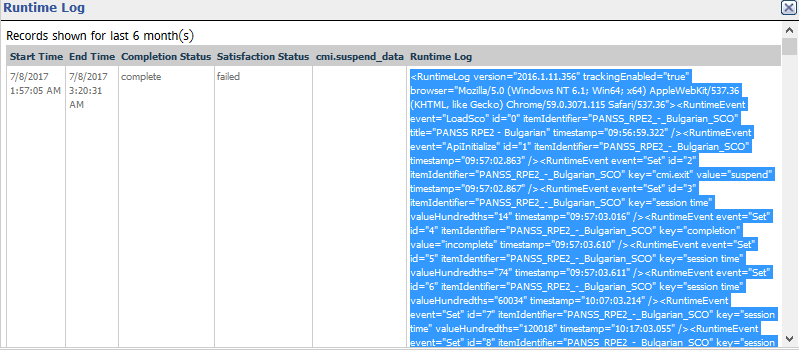 Runtime Log
Records shown for last 6 month(s)
Start Time End Time Completion Status Satisfaction Status cmi.suspend_data Runtime Log
7/8/2017 1:57:05 AM
7/8/2017 3:20:31 AM
complete
failed
<RuntimeLog version="2016.1.11.356" trackingEnabled="true"
browser="Mozilla/5.0 (Windows NT 6.1; Win64; x64) AppleWebKit/537.36
(KHTML, like Gecko) Chrome/59.0.3071.115 Safari/537.36"><RuntimeEvent
event="LoadSco" id="0" itemIdentifier="PANSS_RPE2_-_Bulgarian_SCO"
title="PANSS RPE2 - Bulgarian" timestamp="09:56:59.322" /><RuntimeEvent
event="ApiInitialize" id="1" itemIdentifier="PANSS_RPE2_-_Bulgarian_SCO"
timestamp="09:57:02.863" /><RuntimeEvent event="Set" id="2"
itemIdentifier="PANSS_RPE2_-_Bulgarian_SCO" key="cmi.exit" value="suspend"
timestamp="09:57:02.867" /><RuntimeEvent event="Set" id="3"
itemIdentifier="PANSS_RPE2_-_Bulgarian_SCO" key="session time"
valueHundredths="14" timestamp="09:57:03.016" /><RuntimeEvent event="Set"
id="4" itemIdentifier="PANSS_RPE2_-_Bulgarian_SCO" key="completion"
value="incomplete" timestamp="09:57:03.610" /><RuntimeEvent event="Set"
id="5" itemIdentifier="PANSS_RPE2_-_Bulgarian_SCO" key="session time"
valueHundredths="74" timestamp="09:57:03.611" /><RuntimeEvent event="Set"
id="6" itemIdentifier="PANSS_RPE2_-_Bulgarian_SCO" key="session time"
valueHundredths="60034" timestamp="10:07:03.214" /><RuntimeEvent
event="Set" id="7" itemIdentifier="PANSS_RPE2_-_Bulgarian_SCO" key="session
time" valueHundredths="120018" timestamp="10:17:03.055" /><RuntimeEvent
event="Set" id="8" itemIdentifier="PANSS_RPE2_-_Bulgarian_SCO" key="session